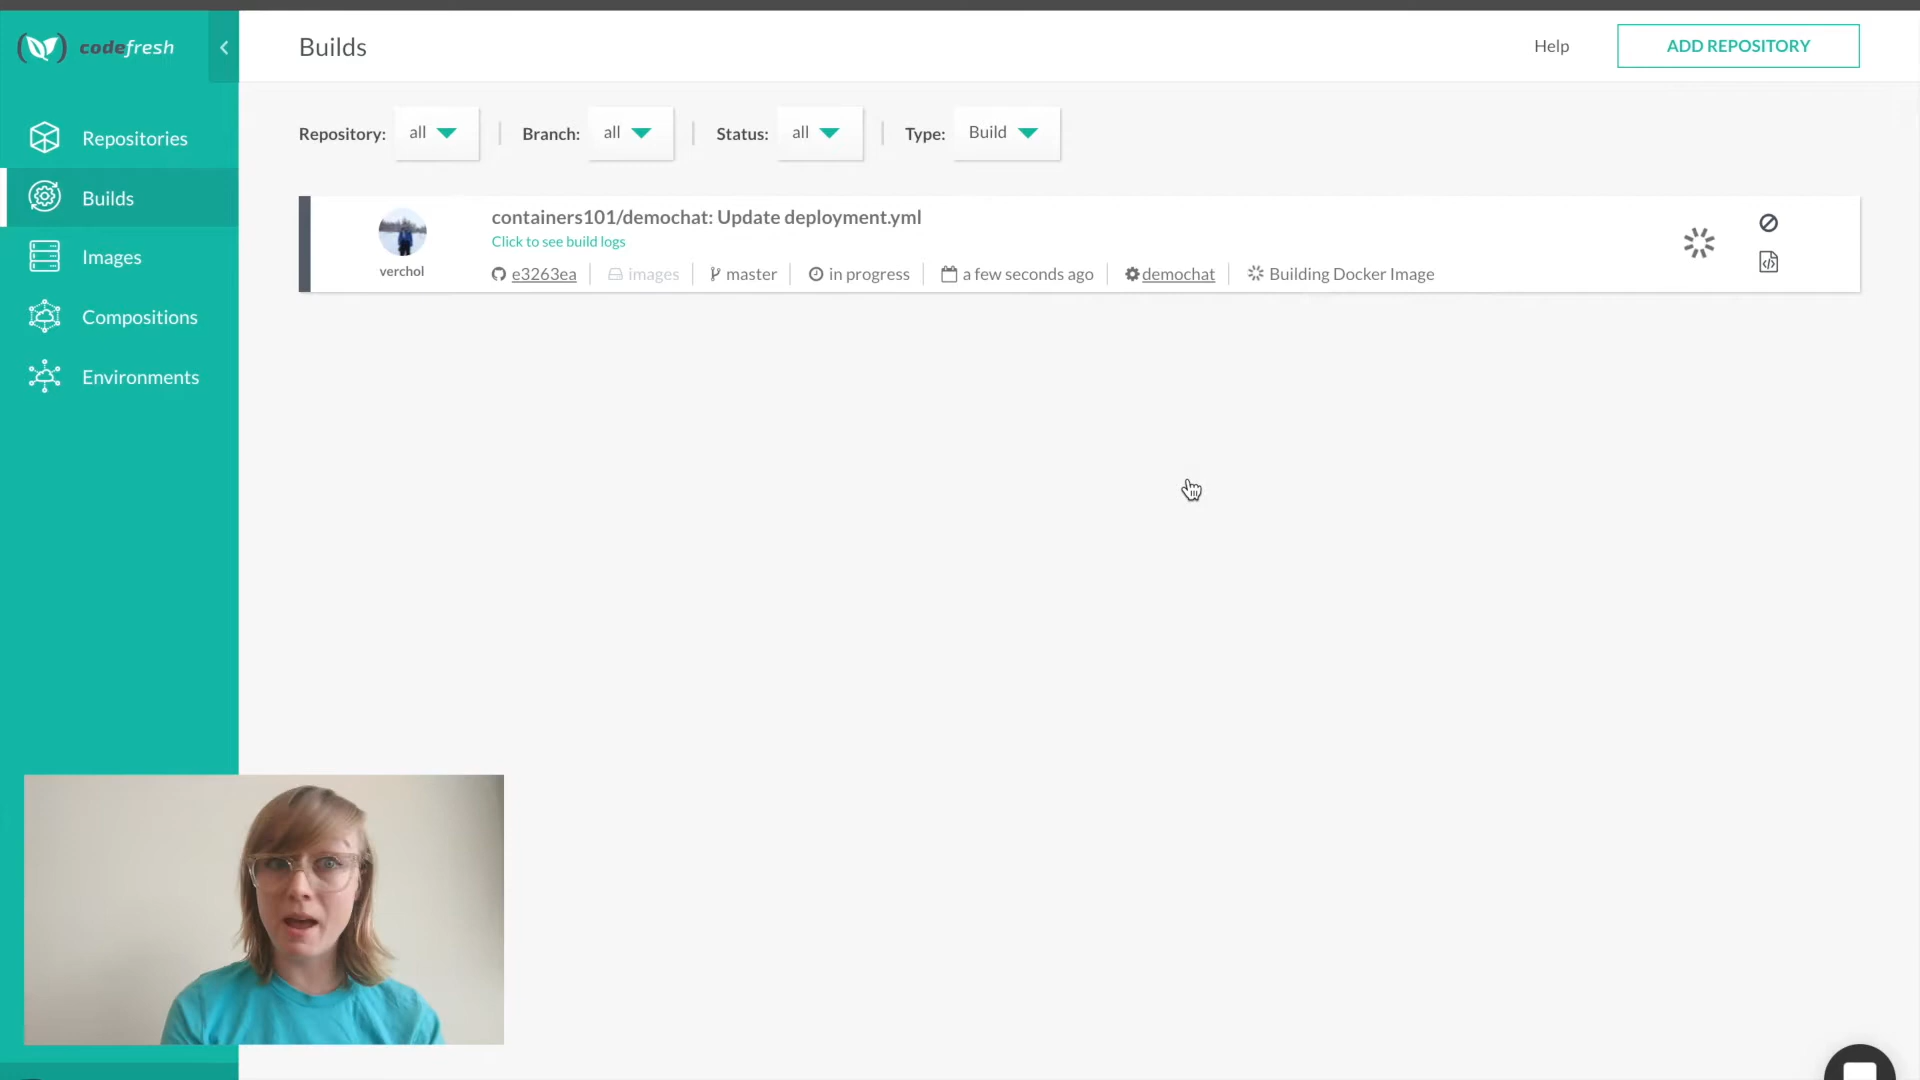 codefresh
Builds
Help
ADD REPOSITORY
Repositories
Builds
Images
Compositions
Environments
Repository: all
Branch: all
Status: all
Type: Build
containers101/demochat: Update deployment.yml
Click to see build logs
verchol
e3263ea
images
master
in progress
a few seconds ago
demochat
Building Docker Image